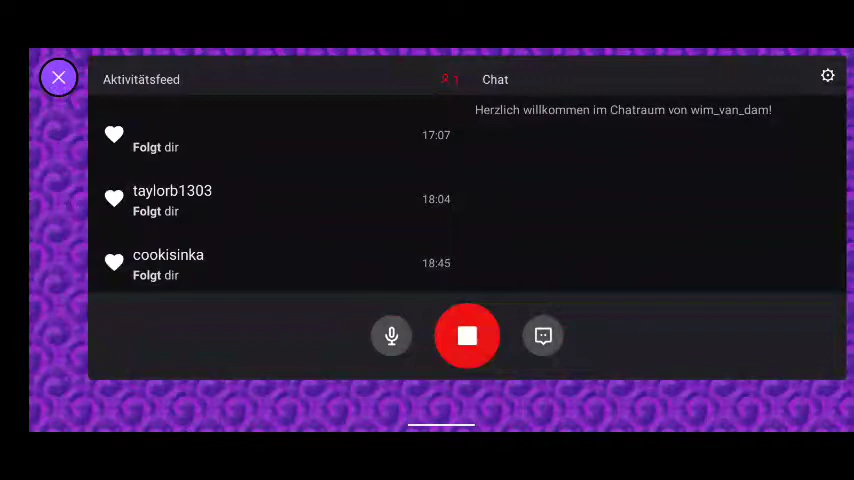 Aktivitätsfeed
1
Chat
Herzlich willkommen im Chatraum von wim_van_dam!
Folgt dir
17:07
taylorb1303
Folgt dir
18:04
cookisinka
Folgt dir
18:45